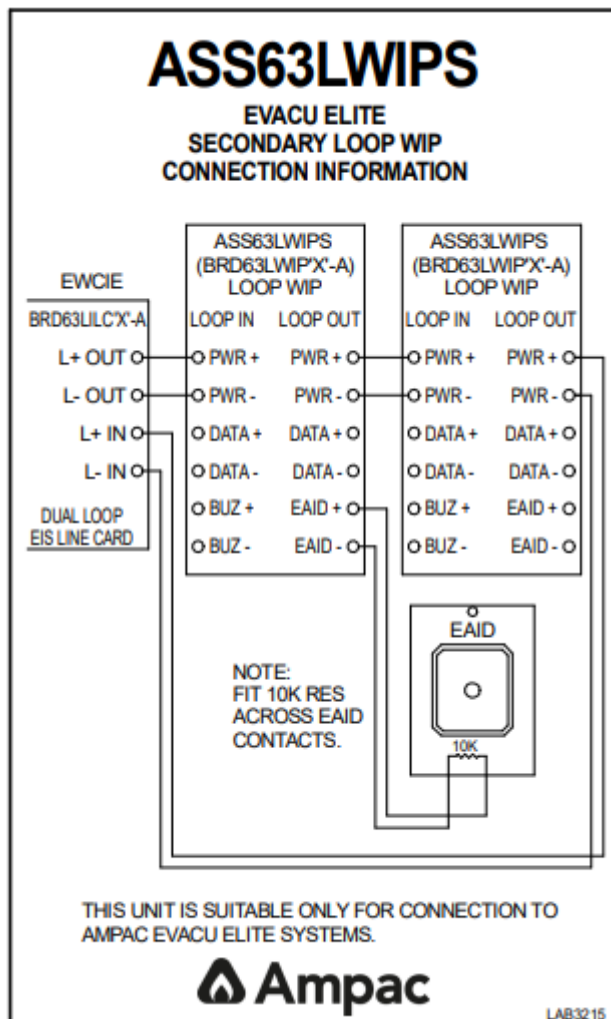 ASS63LWIPS
EVACU ELITE
SECONDARY LOOP WIP
CONNECTION INFORMATION
EWCIE
BRD63LILC'X'-A
L+ OUT
L- OUT
L+ IN
L- IN
DUAL LOOP
EIS LINE CARD
ASS63LWIPS
(BRD63LWIP'X'-A)
LOOP WIP
LOOP IN LOOP OUT
PWR + PWR +
PWR - PWR -
DATA + DATA +
DATA - DATA -
BUZ + EAID +
BUZ - EAID -
ASS63LWIPS
(BRD63LWIP'X'-A)
LOOP WIP
LOOP IN LOOP OUT
PWR + PWR +
PWR - PWR -
DATA + DATA +
DATA - DATA -
BUZ + EAID +
BUZ - EAID -
NOTE:
FIT 10K RES
ACROSS EAID
CONTACTS.
EAID
10K
THIS UNIT IS SUITABLE ONLY FOR CONNECTION TO
AMPAC EVACU ELITE SYSTEMS.
Ampac
LAB3215